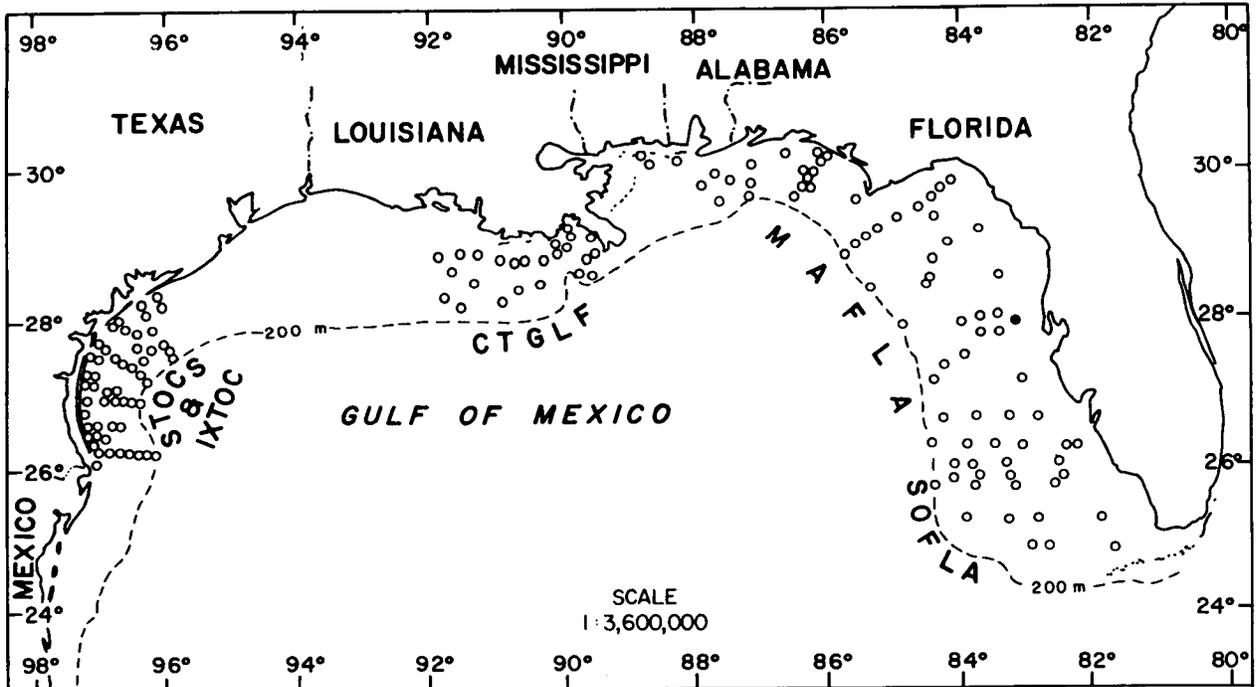 98° 96° 94° 92° 90° 88° 86° 84° 82° 80°
MISSISSIPPI ALABAMA
TEXAS LOUISIANA FLORIDA
30° 30°
28° 28°
200 m
CTGLF
MAFLA
STOCS
&
IXTOC
GULF OF MEXICO
26° 26°
SOFLA
MEXICO
200 m
SCALE
1:3,600,000
24° 24°
98° 96° 94° 92° 90° 88° 86° 84° 82° 80°